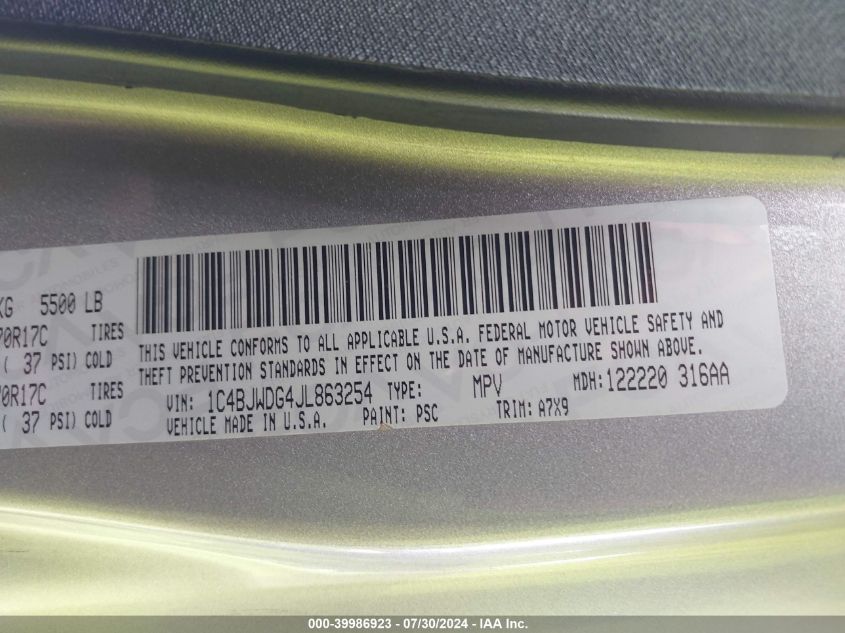 KG 5500 LB
70R17C TIRES
( 37 PSI) COLD
70R17C TIRES
( 37 PSI) COLD
THIS VEHICLE CONFORMS TO ALL APPLICABLE U.S.A. FEDERAL MOTOR VEHICLE SAFETY AND
THEFT PREVENTION STANDARDS IN EFFECT ON THE DATE OF MANUFACTURE SHOWN ABOVE.
VIN: 1C4BJWDG4JL863254 TYPE: MPV MDH: 122220 316AA
VEHICLE MADE IN U.S.A. PAINT: PSC TRIM: A7X9
000-39986923 / 07/30/2024 / IAA Inc.